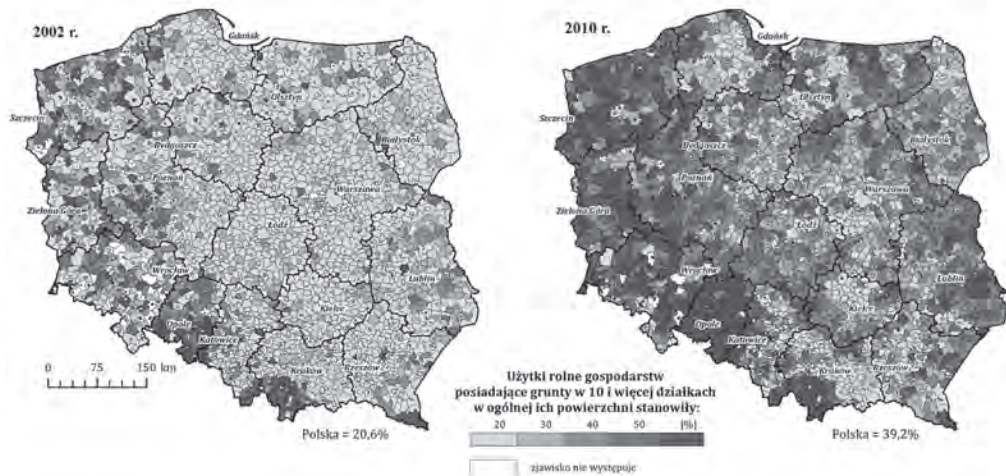 2002 r.
Gdańsk
Olsztyn
Szczecin
Białystok
Bydgoszcz
Poznań
Warszawa
Zielona Góra
Łódź
Wrocław
Lublin
Kielce
Opole
Katowice
Kraków
Rzeszów
0 75 150 km
Polska = 20,6%
2010 r.
Gdańsk
Olsztyn
Szczecin
Białystok
Bydgoszcz
Poznań
Warszawa
Zielona Góra
Łódź
Wrocław
Lublin
Kielce
Opole
Katowice
Kraków
Rzeszów
Polska = 39,2%
Użytki rolne gospodarstw
posiadające grunty w 10 i więcej działkach
w ogólnej ich powierzchni stanowiły:
20 30 40 50 [%]
zjawisko nie występuje